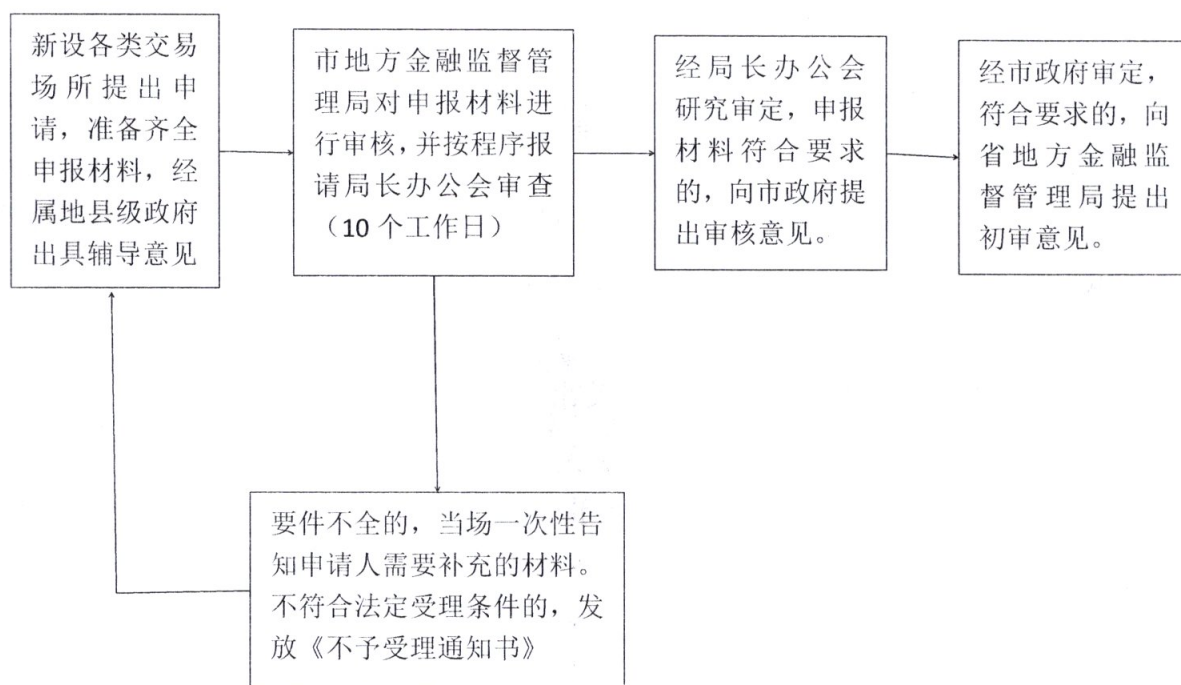 新设各类交易
场所提出申
请，准备齐全
申报材料，经
属地县级政府
出具辅导意见
市地方金融监督管
理局对申报材料进
行审核，并按程序报
请局长办公会审查
（10 个工作日）
经局长办公会
研究审定，申报
材料符合要求
的，向市政府提
出审核意见。
经市政府审定，
符合要求的，向
省地方金融监
督管理局提出
初审意见。
要件不全的，当场一次性告
知申请人需要补充的材料。
不符合法定受理条件的，发
放《不予受理通知书》